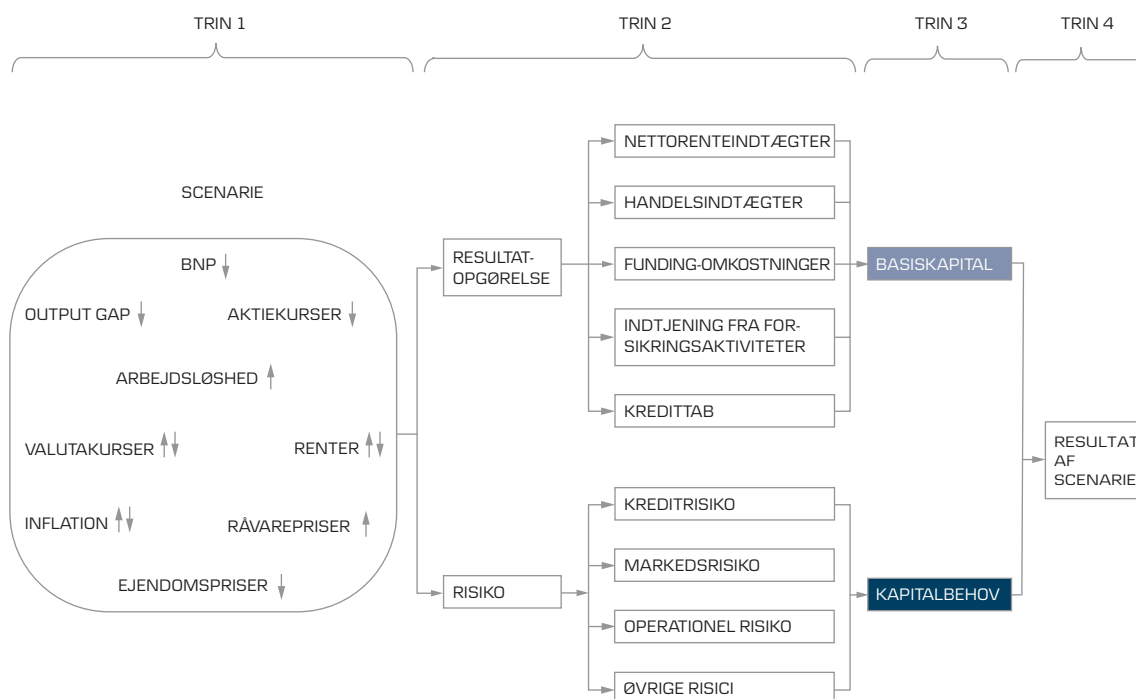 TRIN 1
TRIN 2
TRIN 3
TRIN 4
SCENARIE
BNP
OUTPUT GAP
AKTIEKURSER
ARBEJDSLØSHED
VALUTAKURSER
RENTER
INFLATION
RÅVAREPRISER
EJENDOMSPRISER
RESULTAT-
OPGØRELSE
RISIKO
NETTORENTEINDTÆGTER
HANDELSINDTÆGTER
FUNDING-OMKOSTNINGER
INDTJENING FRA FOR-
SIKRINGSAKTIVITETER
KREDITTAB
KREDITRISIKO
MARKEDSRISIKO
OPERATIONEL RISIKO
ØVRIGE RISICI
BASISKAPITAL
KAPITALBEHOV
RESULTAT
AF
SCENARIE